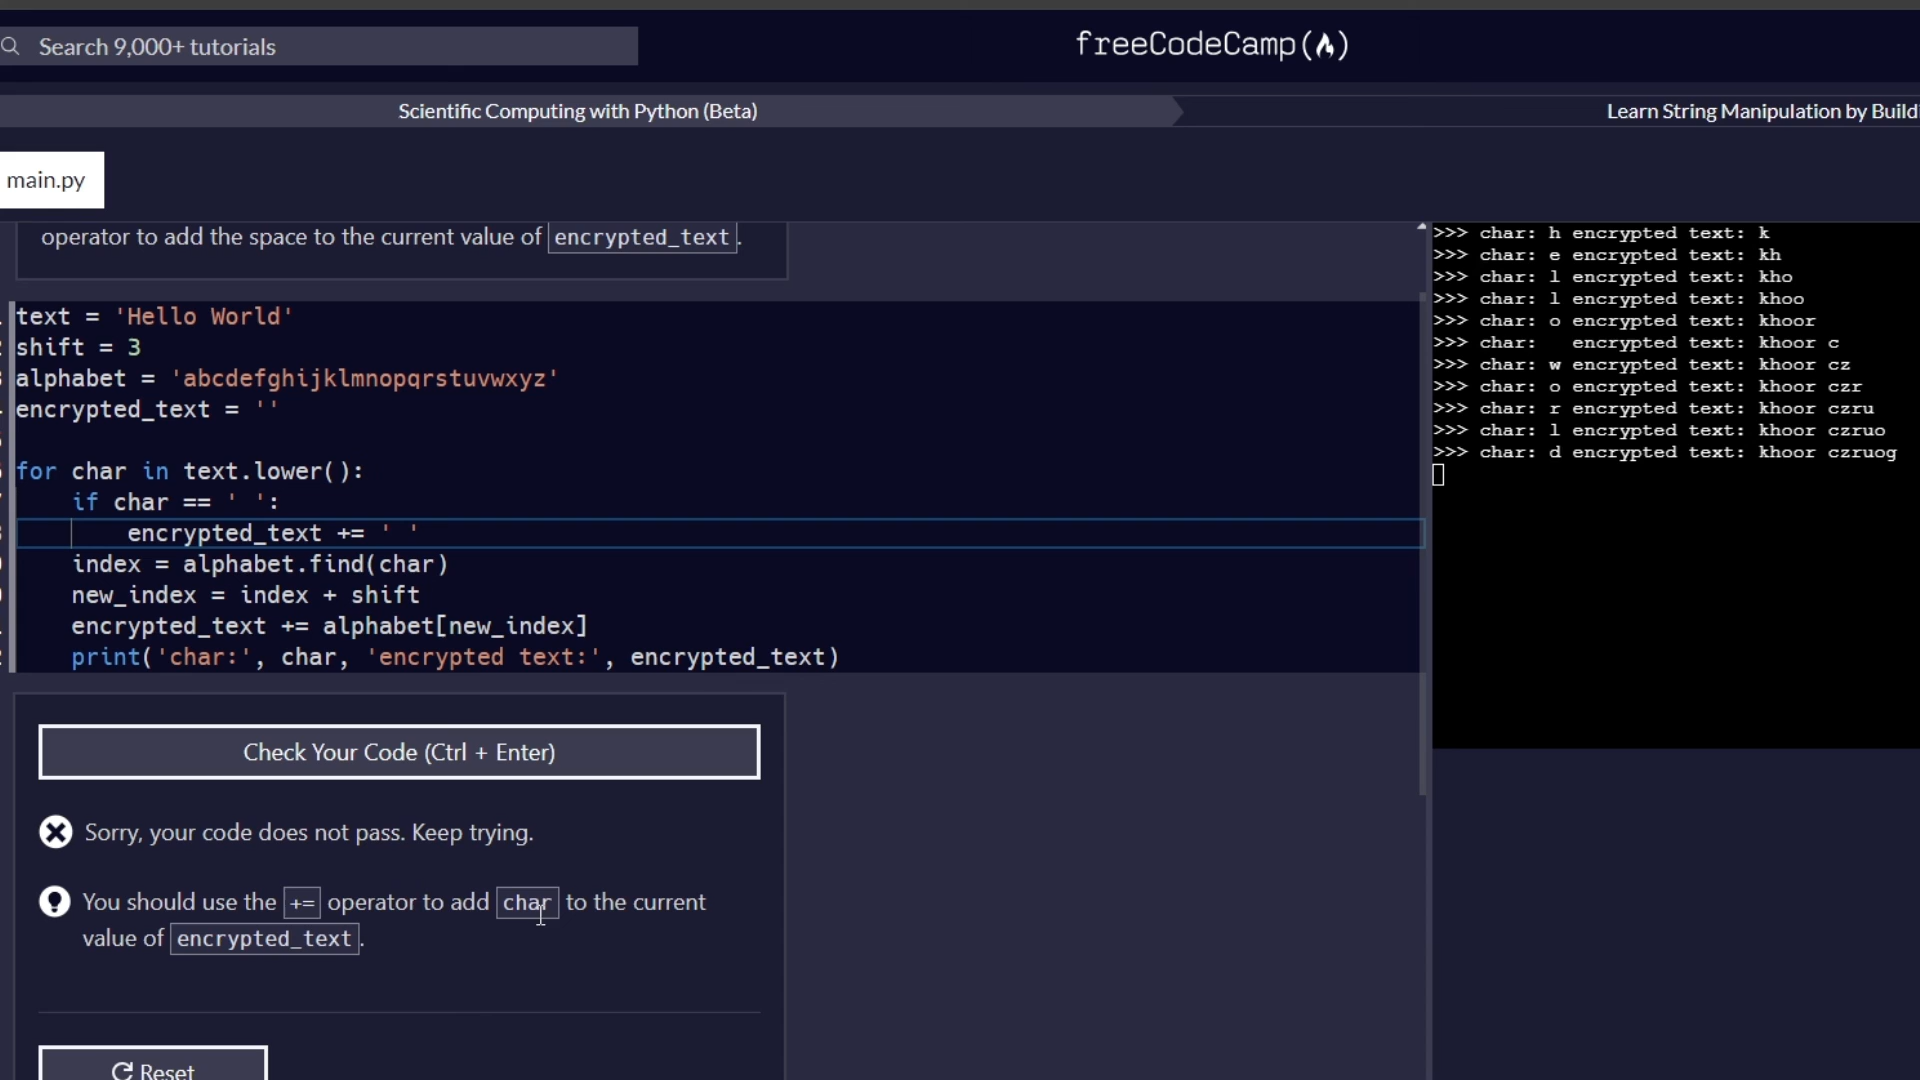 Search 9,000+ tutorials
freeCodeCamp
Scientific Computing with Python (Beta)
Learn String Manipulation by Buildi
main.py
operator to add the space to the current value of encrypted_text.
text = 'Hello World'
shift = 3
alphabet = 'abcdefghijklmnopqrstuvwxyz'
encrypted_text = ''
for char in text.lower():
if char == ' ':
encrypted_text += ' '
index = alphabet.find(char)
new_index = index + shift
encrypted_text += alphabet[new_index]
print('char:', char, 'encrypted text:', encrypted_text)
>>> char: h encrypted text: k
>>> char: e encrypted text: kh
>>> char: l encrypted text: kho
>>> char: l encrypted text: khoo
>>> char: o encrypted text: khoor
>>> char:   encrypted text: khoor c
>>> char: w encrypted text: khoor cz
>>> char: o encrypted text: khoor czr
>>> char: r encrypted text: khoor czru
>>> char: l encrypted text: khoor czruo
>>> char: d encrypted text: khoor czruog
Check Your Code (Ctrl + Enter)
Sorry, your code does not pass. Keep trying.
You should use the += operator to add char to the current
value of encrypted_text.
Reset